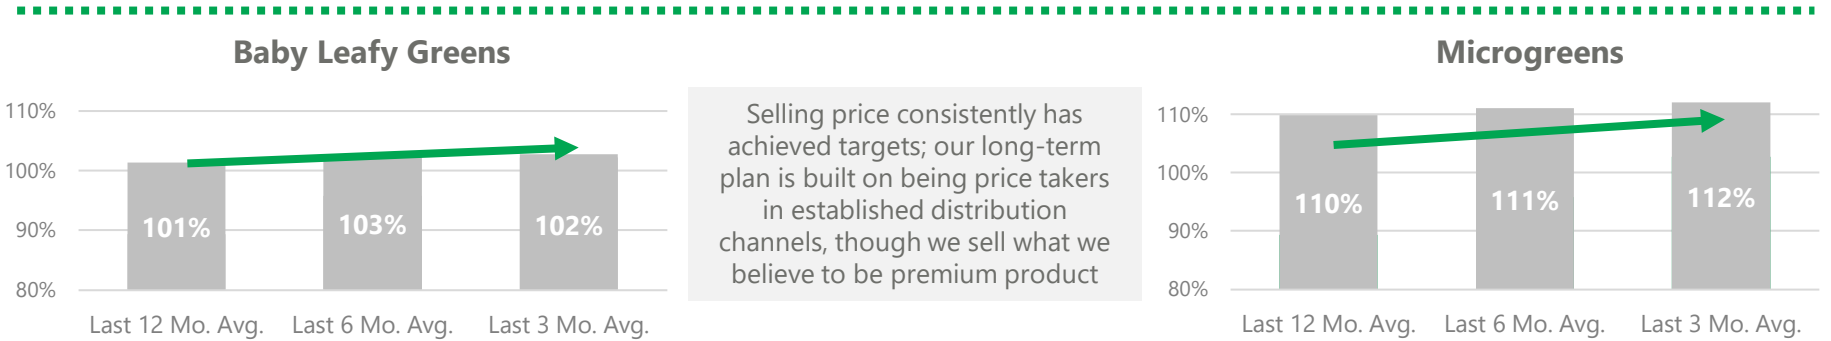 Baby Leafy Greens
110%
100%
90%
80%
101%
103%
102%
Last 12 Mo. Avg.
Last 6 Mo. Avg.
Last 3 Mo. Avg.
Selling price consistently has
achieved targets; our long-term
plan is built on being price takers
in established distribution
channels, though we sell what we
believe to be premium product
Microgreens
110%
100%
90%
80%
110%
111%
112%
Last 12 Mo. Avg.
Last 6 Mo. Avg.
Last 3 Mo. Avg.